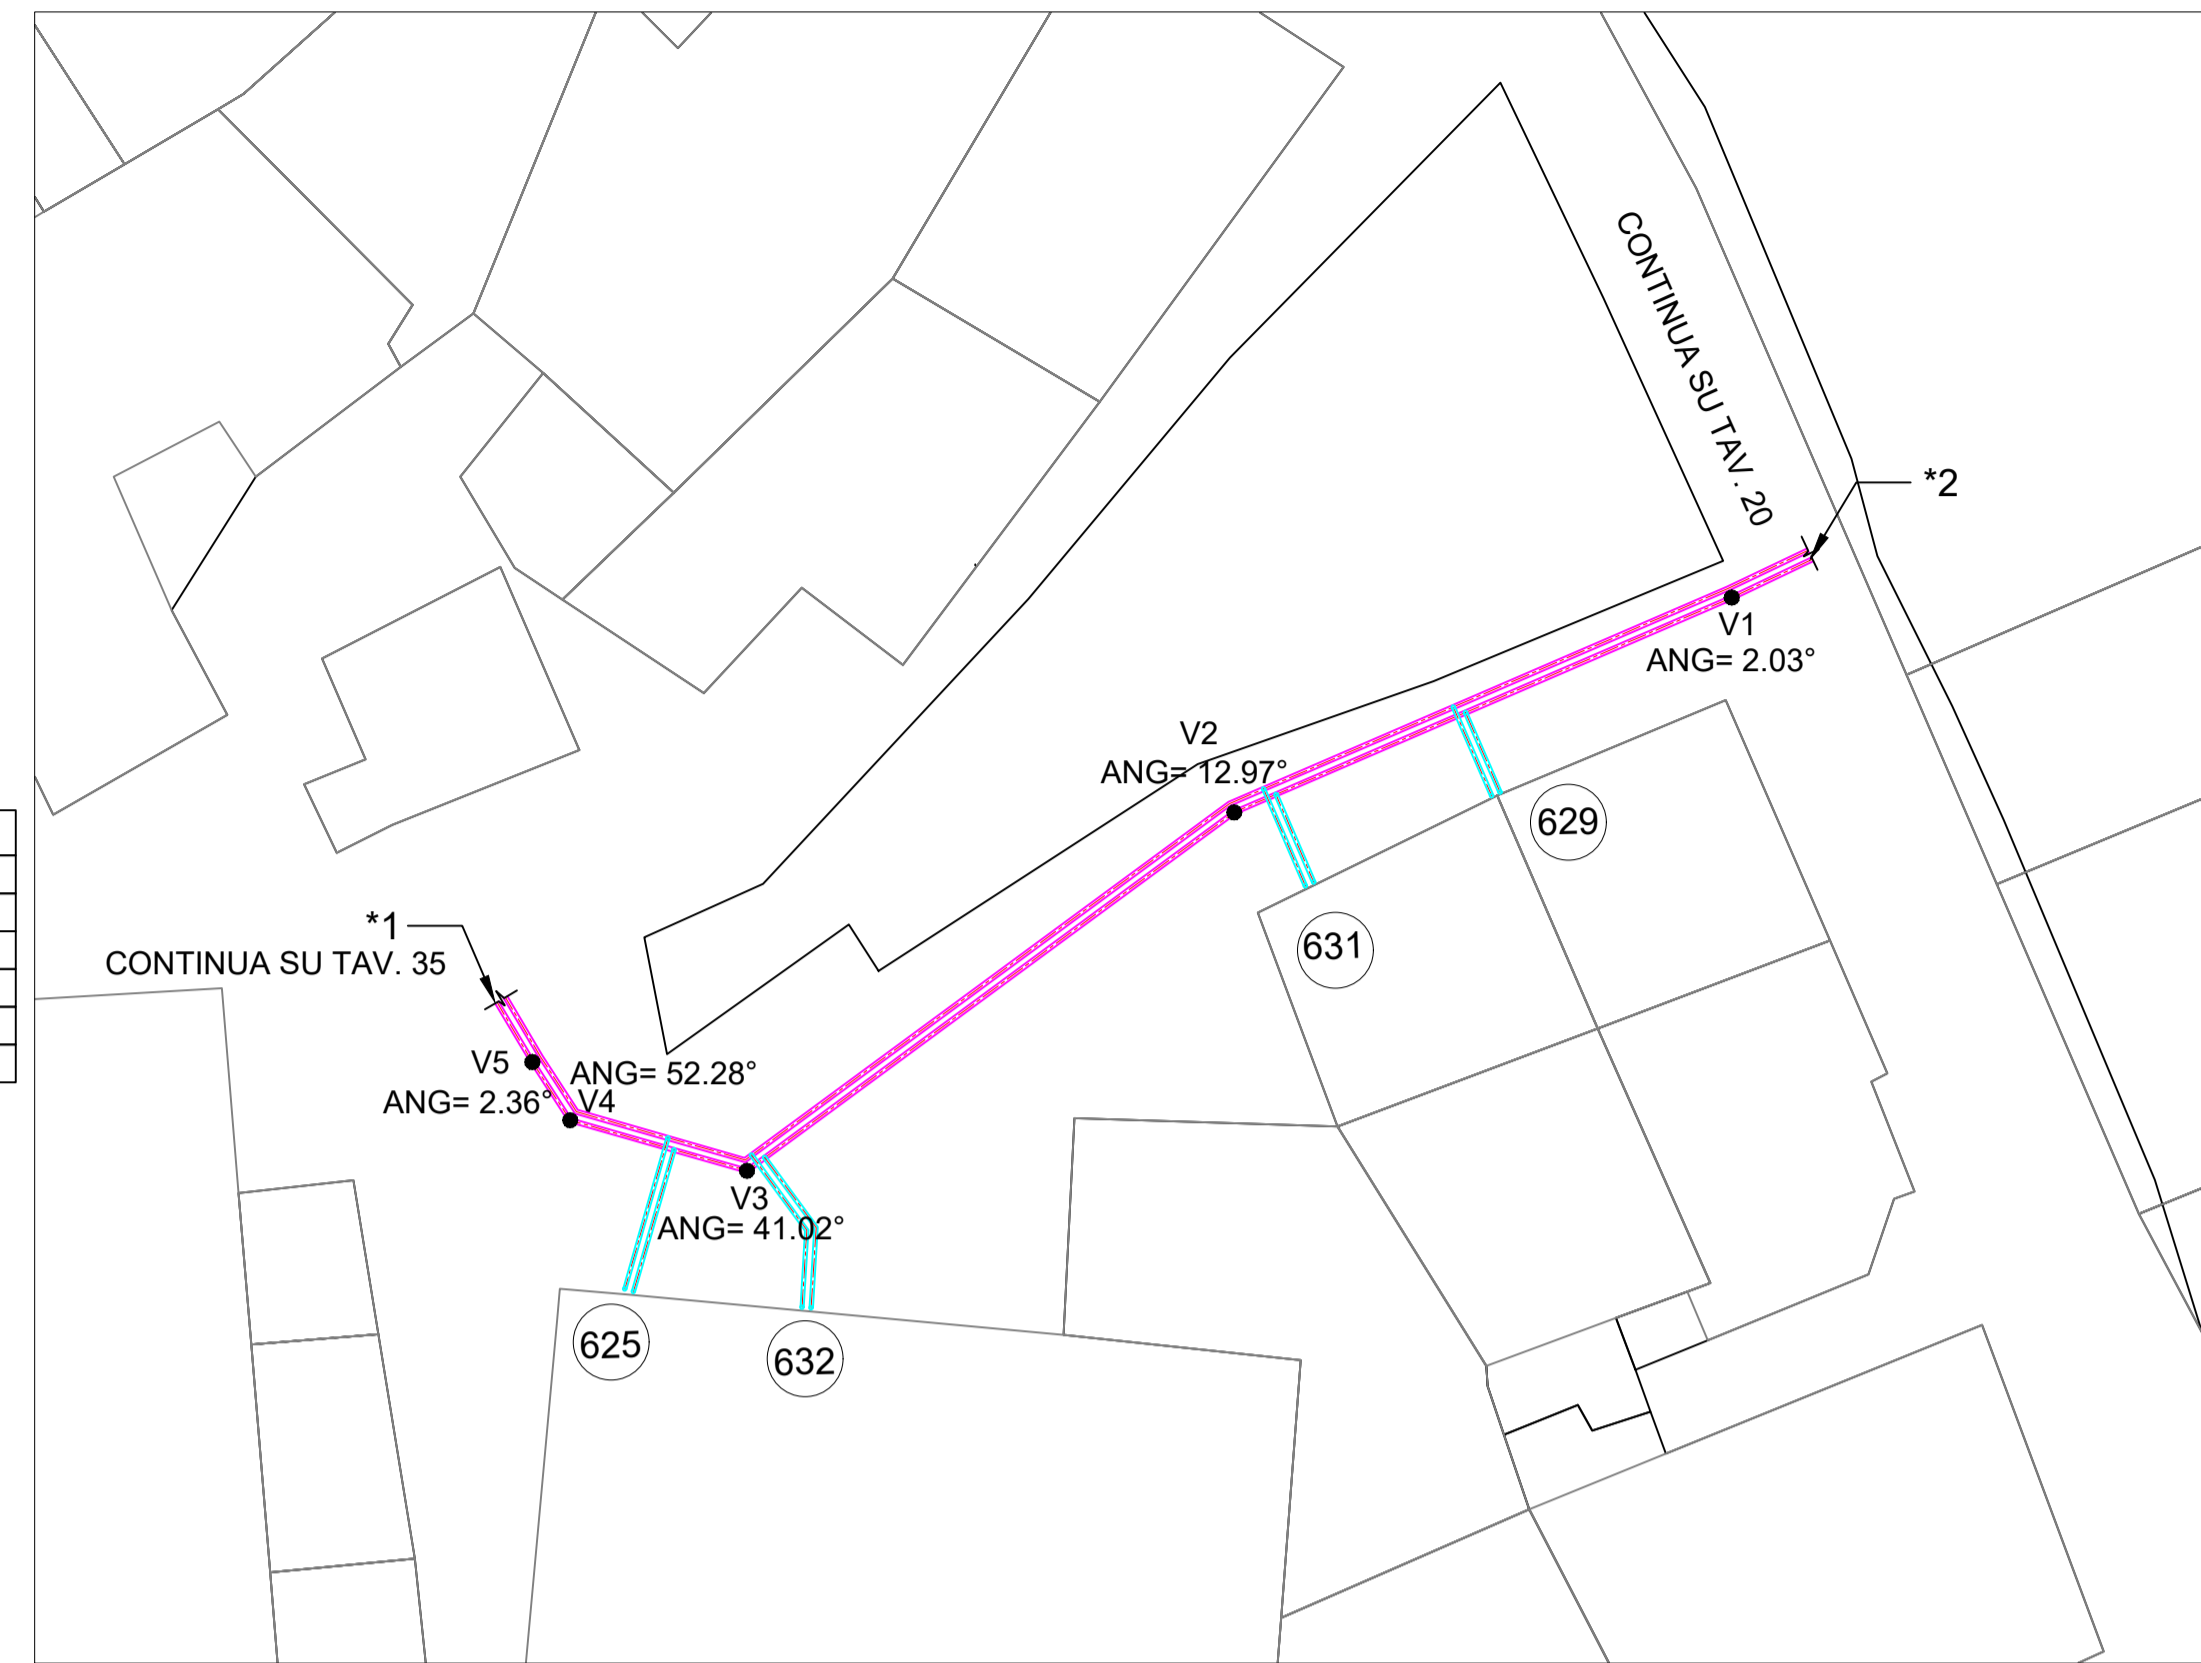 CONTINUA SU TAV. 20
*2
V1
ANG= 2.03°
V2
ANG= 12.97°
629
*1
631
CONTINUA SU TAV. 35
V5
ANG= 52.28°
ANG= 2.36°
V4
V3
ANG= 41.02°
625
632